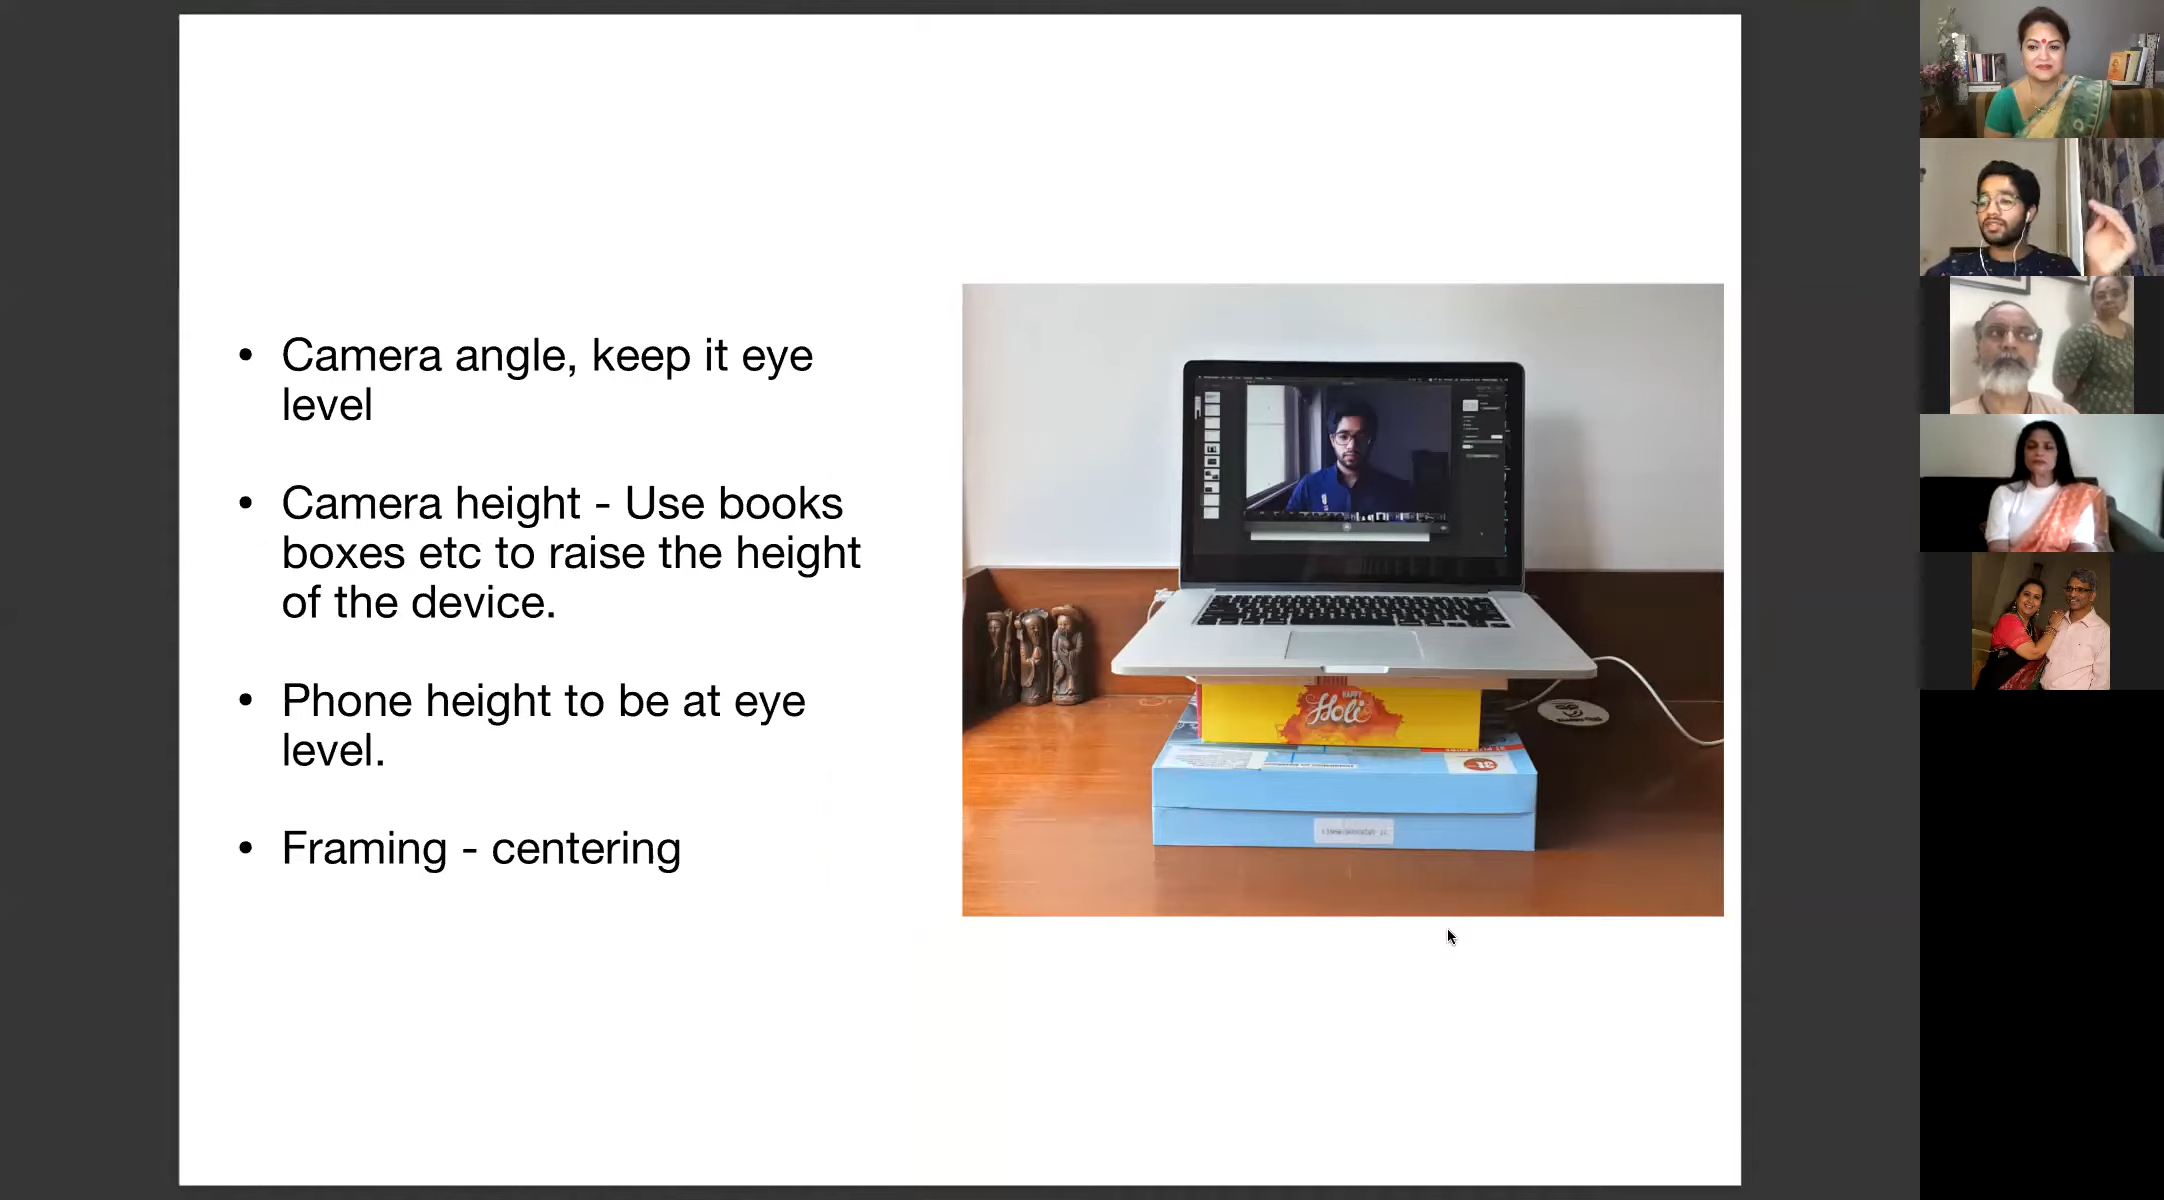 • Camera angle, keep it eye
level
• Camera height - Use books
boxes etc to raise the height
of the device.
• Phone height to be at eye
level.
• Framing - centering
HAPPY
Holi